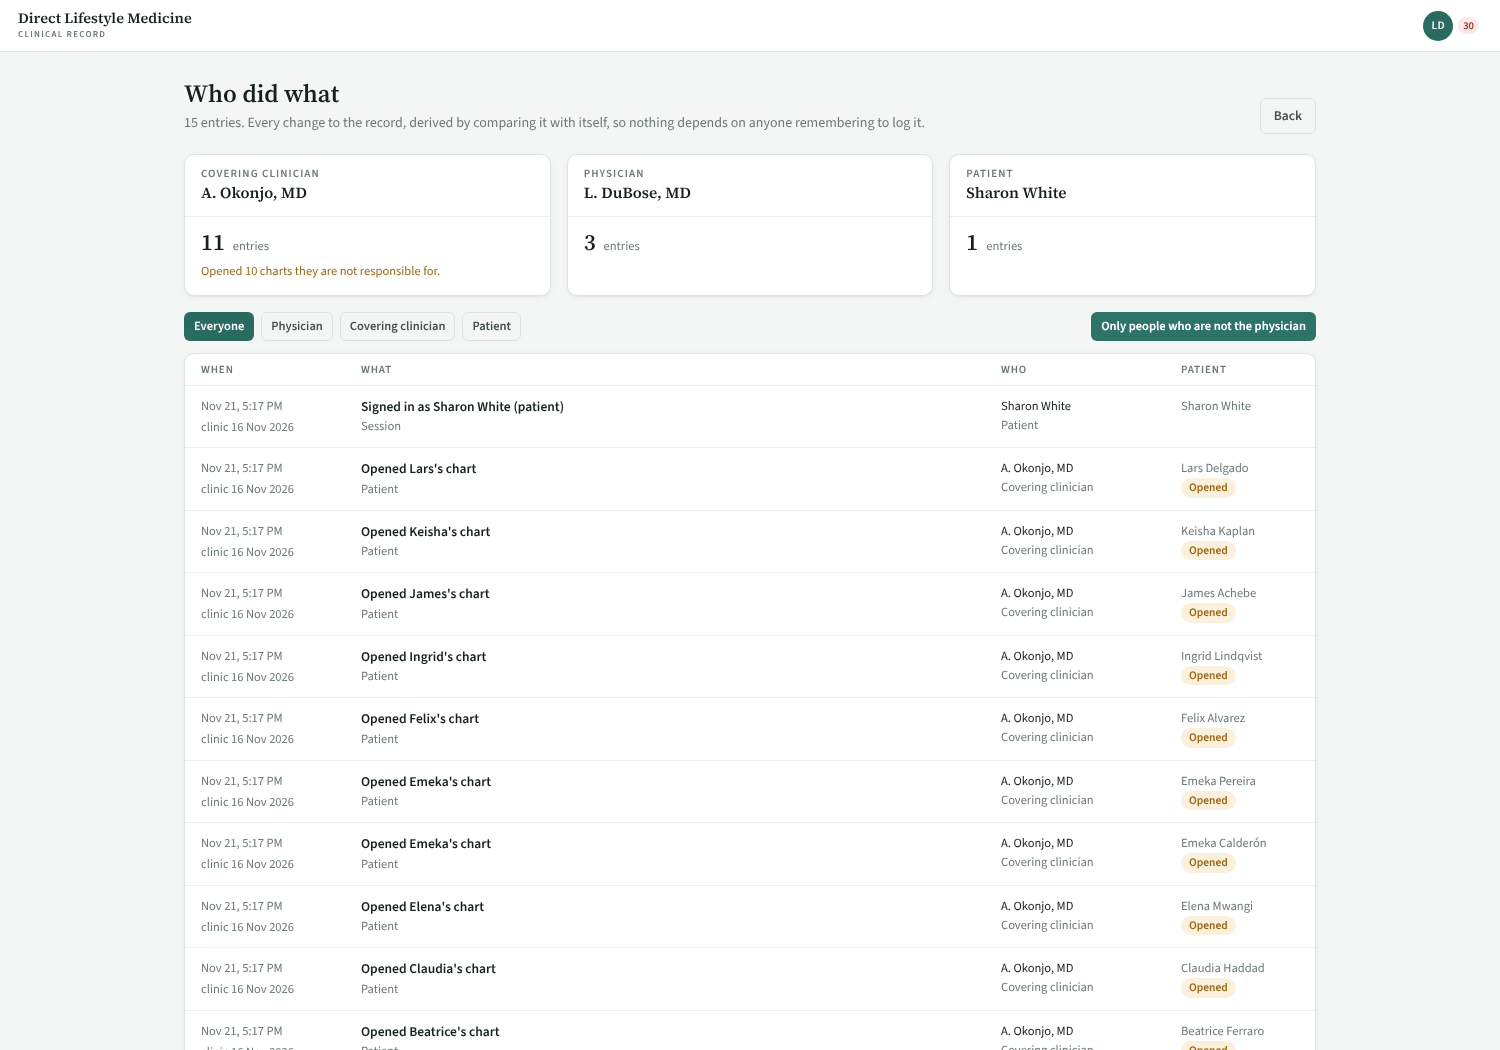 Direct Lifestyle Medicine
CLINICAL RECORD
LD
30
Who did what
15 entries. Every change to the record, derived by comparing it with itself, so nothing depends on anyone remembering to log it.
Back
COVERING CLINICIAN
A. Okonjo, MD
11 entries
Opened 10 charts they are not responsible for.
PHYSICIAN
L. DuBose, MD
3 entries
PATIENT
Sharon White
1 entries
Everyone
Physician
Covering clinician
Patient
Only people who are not the physician
WHEN WHAT WHO PATIENT
Nov 21, 5:17 PM Signed in as Sharon White (patient) Sharon White Sharon White
clinic 16 Nov 2026 Session Patient
Nov 21, 5:17 PM Opened Lars's chart A. Okonjo, MD Lars Delgado
clinic 16 Nov 2026 Patient Covering clinician Opened
Nov 21, 5:17 PM Opened Keisha's chart A. Okonjo, MD Keisha Kaplan
clinic 16 Nov 2026 Patient Covering clinician Opened
Nov 21, 5:17 PM Opened James's chart A. Okonjo, MD James Achebe
clinic 16 Nov 2026 Patient Covering clinician Opened
Nov 21, 5:17 PM Opened Ingrid's chart A. Okonjo, MD Ingrid Lindqvist
clinic 16 Nov 2026 Patient Covering clinician Opened
Nov 21, 5:17 PM Opened Felix's chart A. Okonjo, MD Felix Alvarez
clinic 16 Nov 2026 Patient Covering clinician Opened
Nov 21, 5:17 PM Opened Emeka's chart A. Okonjo, MD Emeka Pereira
clinic 16 Nov 2026 Patient Covering clinician Opened
Nov 21, 5:17 PM Opened Emeka's chart A. Okonjo, MD Emeka Calderón
clinic 16 Nov 2026 Patient Covering clinician Opened
Nov 21, 5:17 PM Opened Elena's chart A. Okonjo, MD Elena Mwangi
clinic 16 Nov 2026 Patient Covering clinician Opened
Nov 21, 5:17 PM Opened Claudia's chart A. Okonjo, MD Claudia Haddad
clinic 16 Nov 2026 Patient Covering clinician Opened
Nov 21, 5:17 PM Opened Beatrice's chart A. Okonjo, MD Beatrice Ferraro